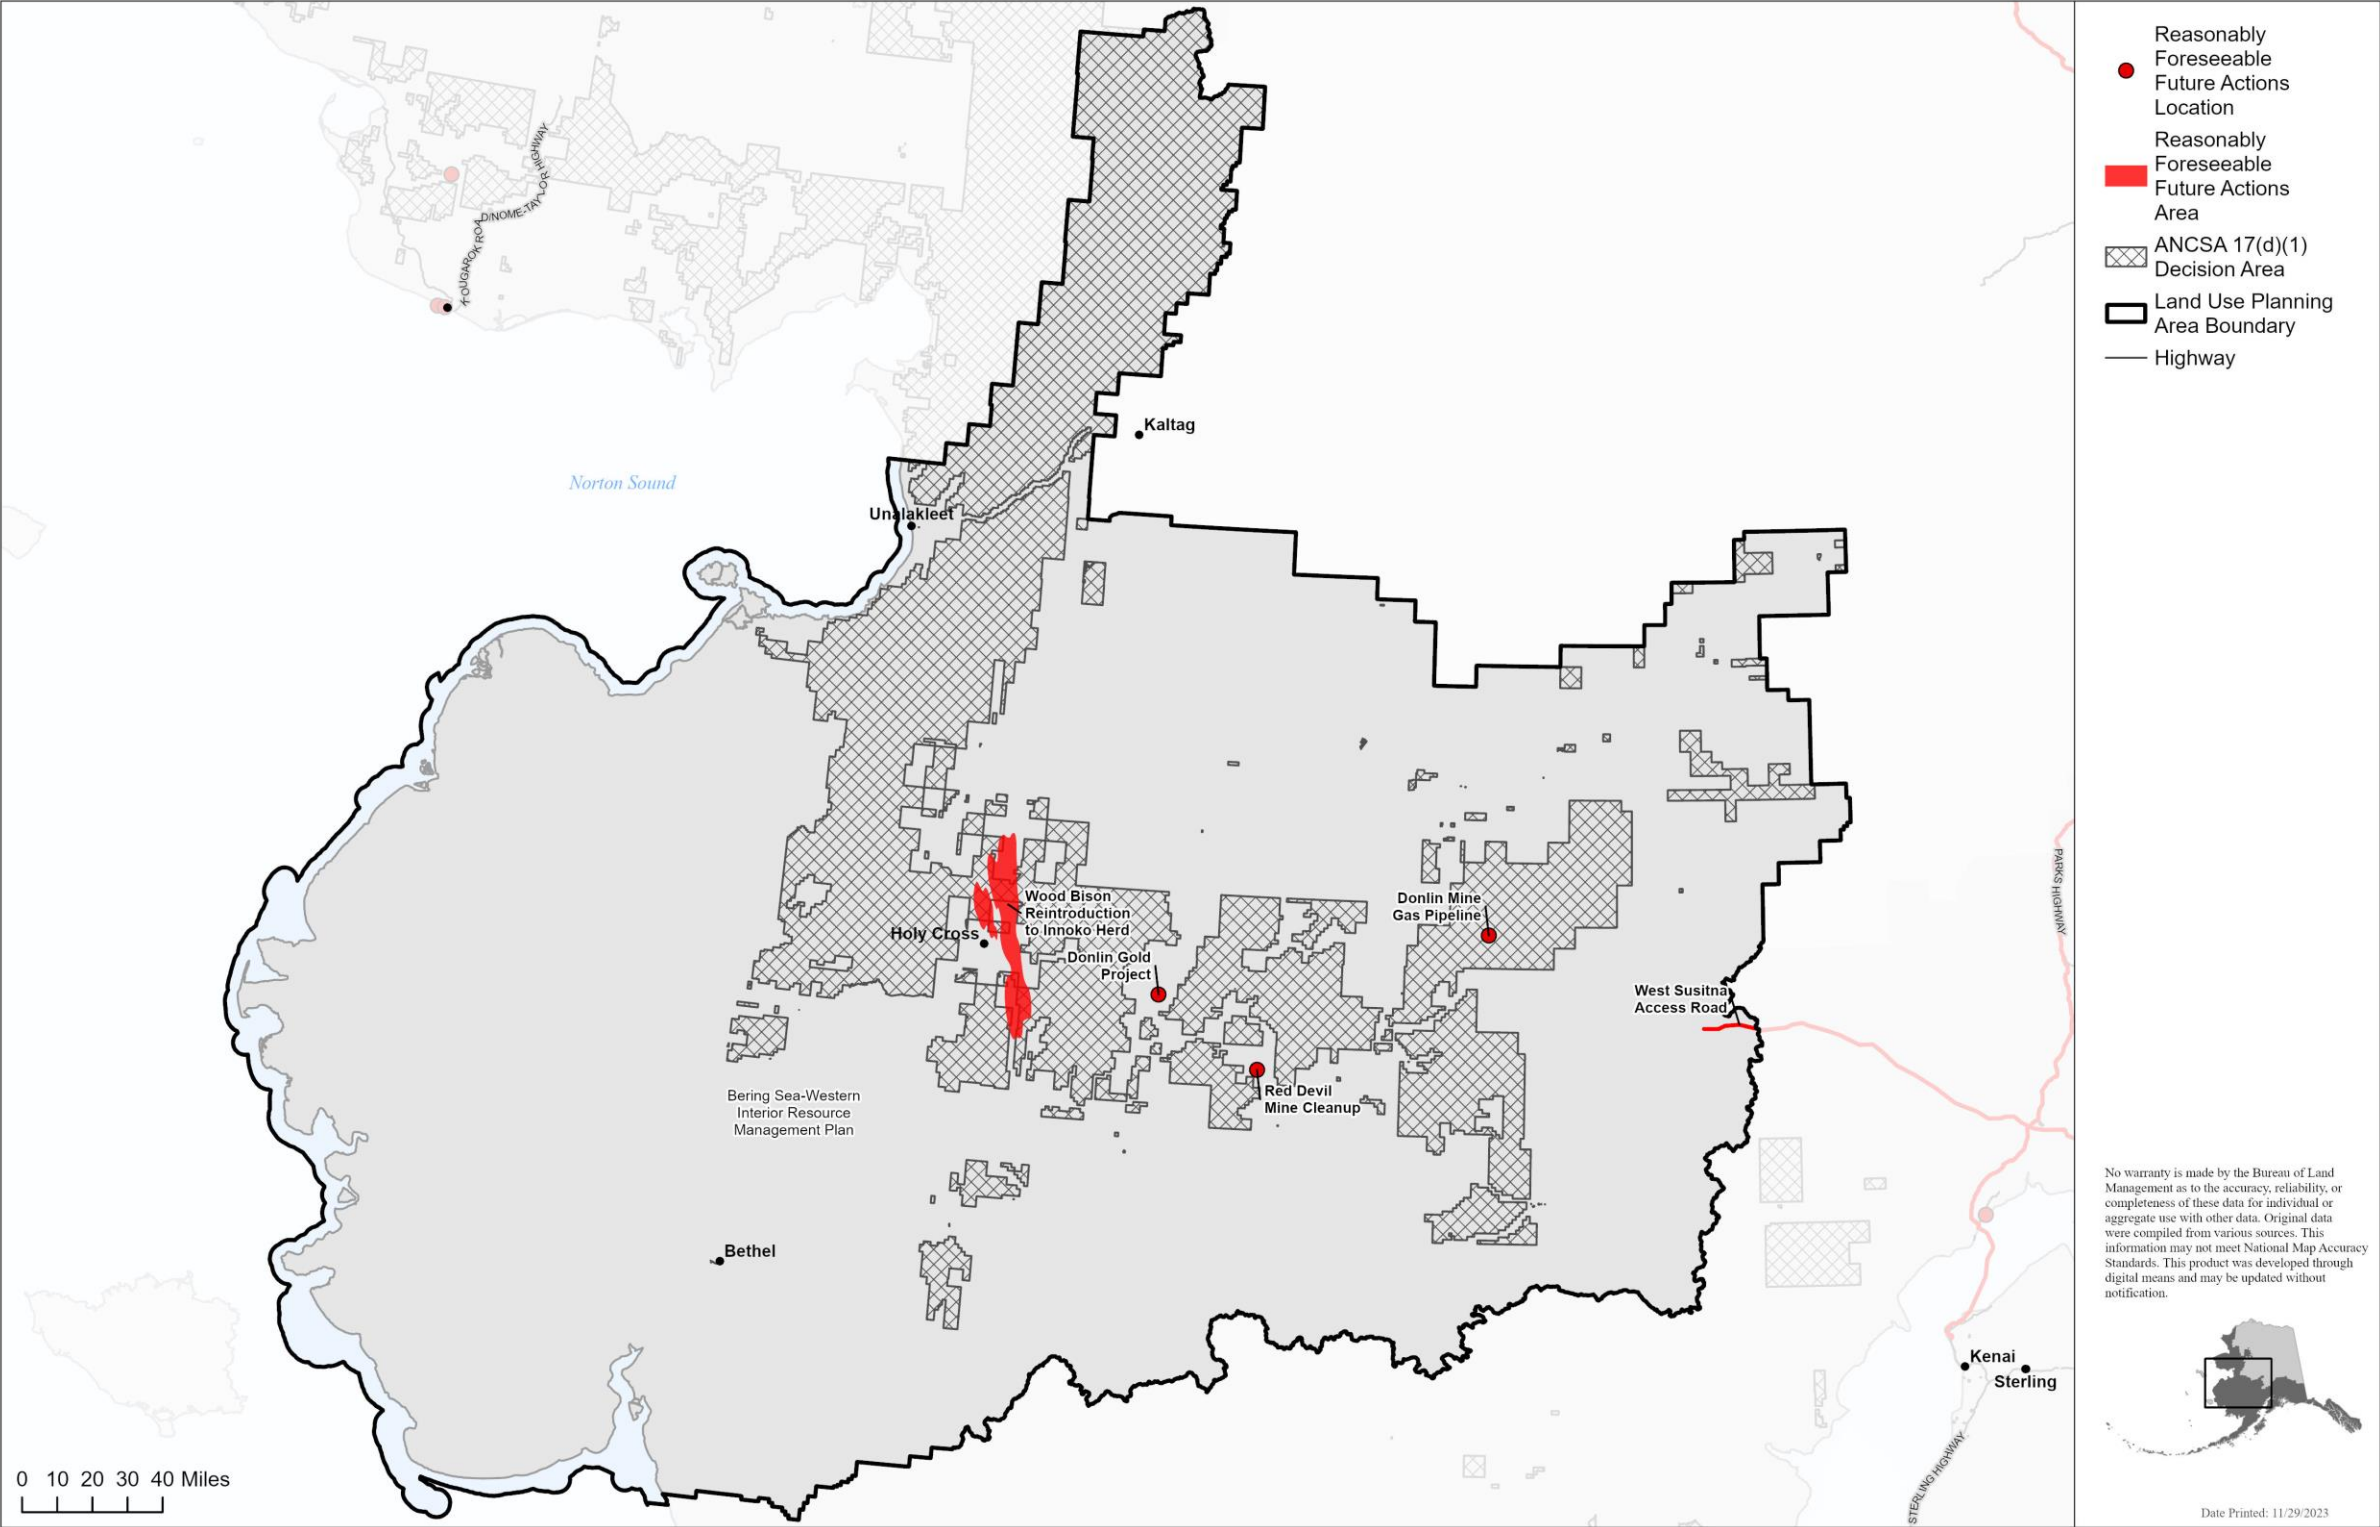 KOUGAROK ROAD/NOME-TAYLOR HIGHWAY
Kaltag
Norton Sound
Unalakleet
Wood Bison
Reintroduction
to Innoko Herd
Holy Cross
Donlin Gold
Project
Donlin Mine
Gas Pipeline
West Susitna
Access Road
Red Devil
Mine Cleanup
Bering Sea-Western
Interior Resource
Management Plan
Bethel
PARKS HIGHWAY
Kenai
Sterling
STERLING HIGHWAY
0 10 20 30 40 Miles
Reasonably
Foreseeable
Future Actions
Location
Reasonably
Foreseeable
Future Actions
Area
ANCSA 17(d)(1)
Decision Area
Land Use Planning
Area Boundary
Highway
No warranty is made by the Bureau of Land
Management as to the accuracy, reliability, or
completeness of these data for individual or
aggregate use with other data. Original data
were compiled from various sources. This
information may not meet National Map Accuracy
Standards. This product was developed through
digital means and may be updated without
notification.
Date Printed: 11/29/2023